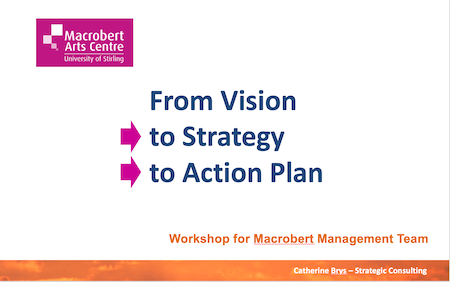 Macrobert
Arts Centre
University of Stirling
From Vision
to Strategy
to Action Plan
Workshop for Macrobert Management Team
Catherine Brys – Strategic Consulting